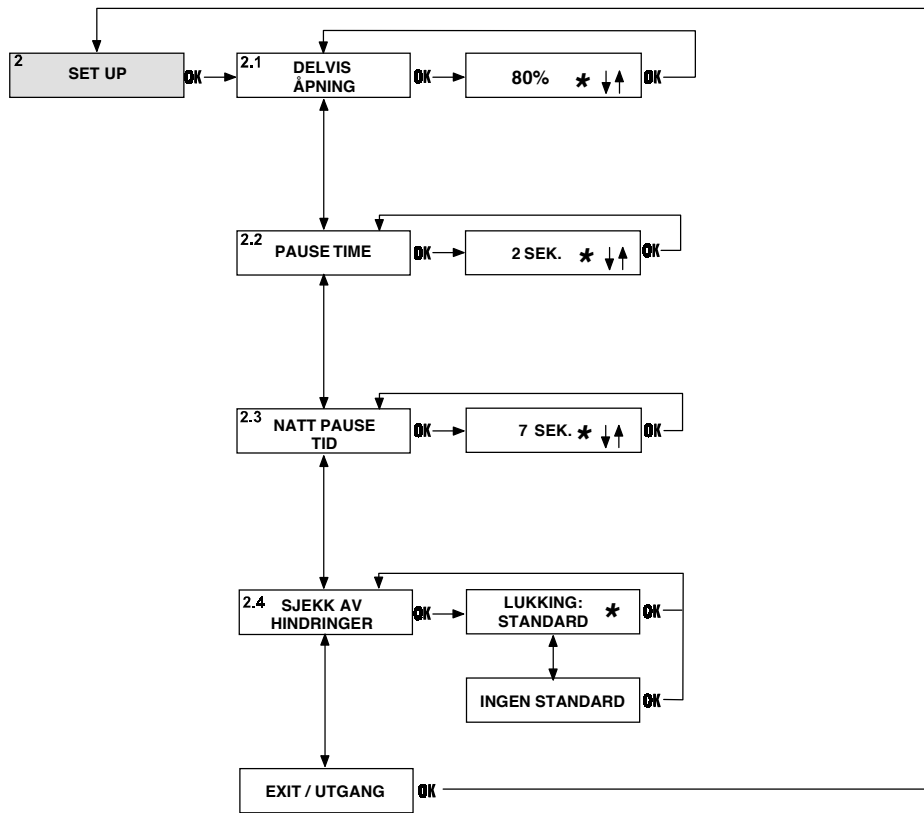 2
SET UP
OK
2.1
DELVIS
ÅPNING
OK
80% *
OK
2.2
PAUSE TIME
OK
2 SEK. *
OK
2.3
NATT PAUSE
TID
OK
7 SEK. *
OK
2.4
SJEKK AV
HINDRINGER
OK
LUKKING:
STANDARD *
OK
INGEN STANDARD
OK
EXIT / UTGANG
OK